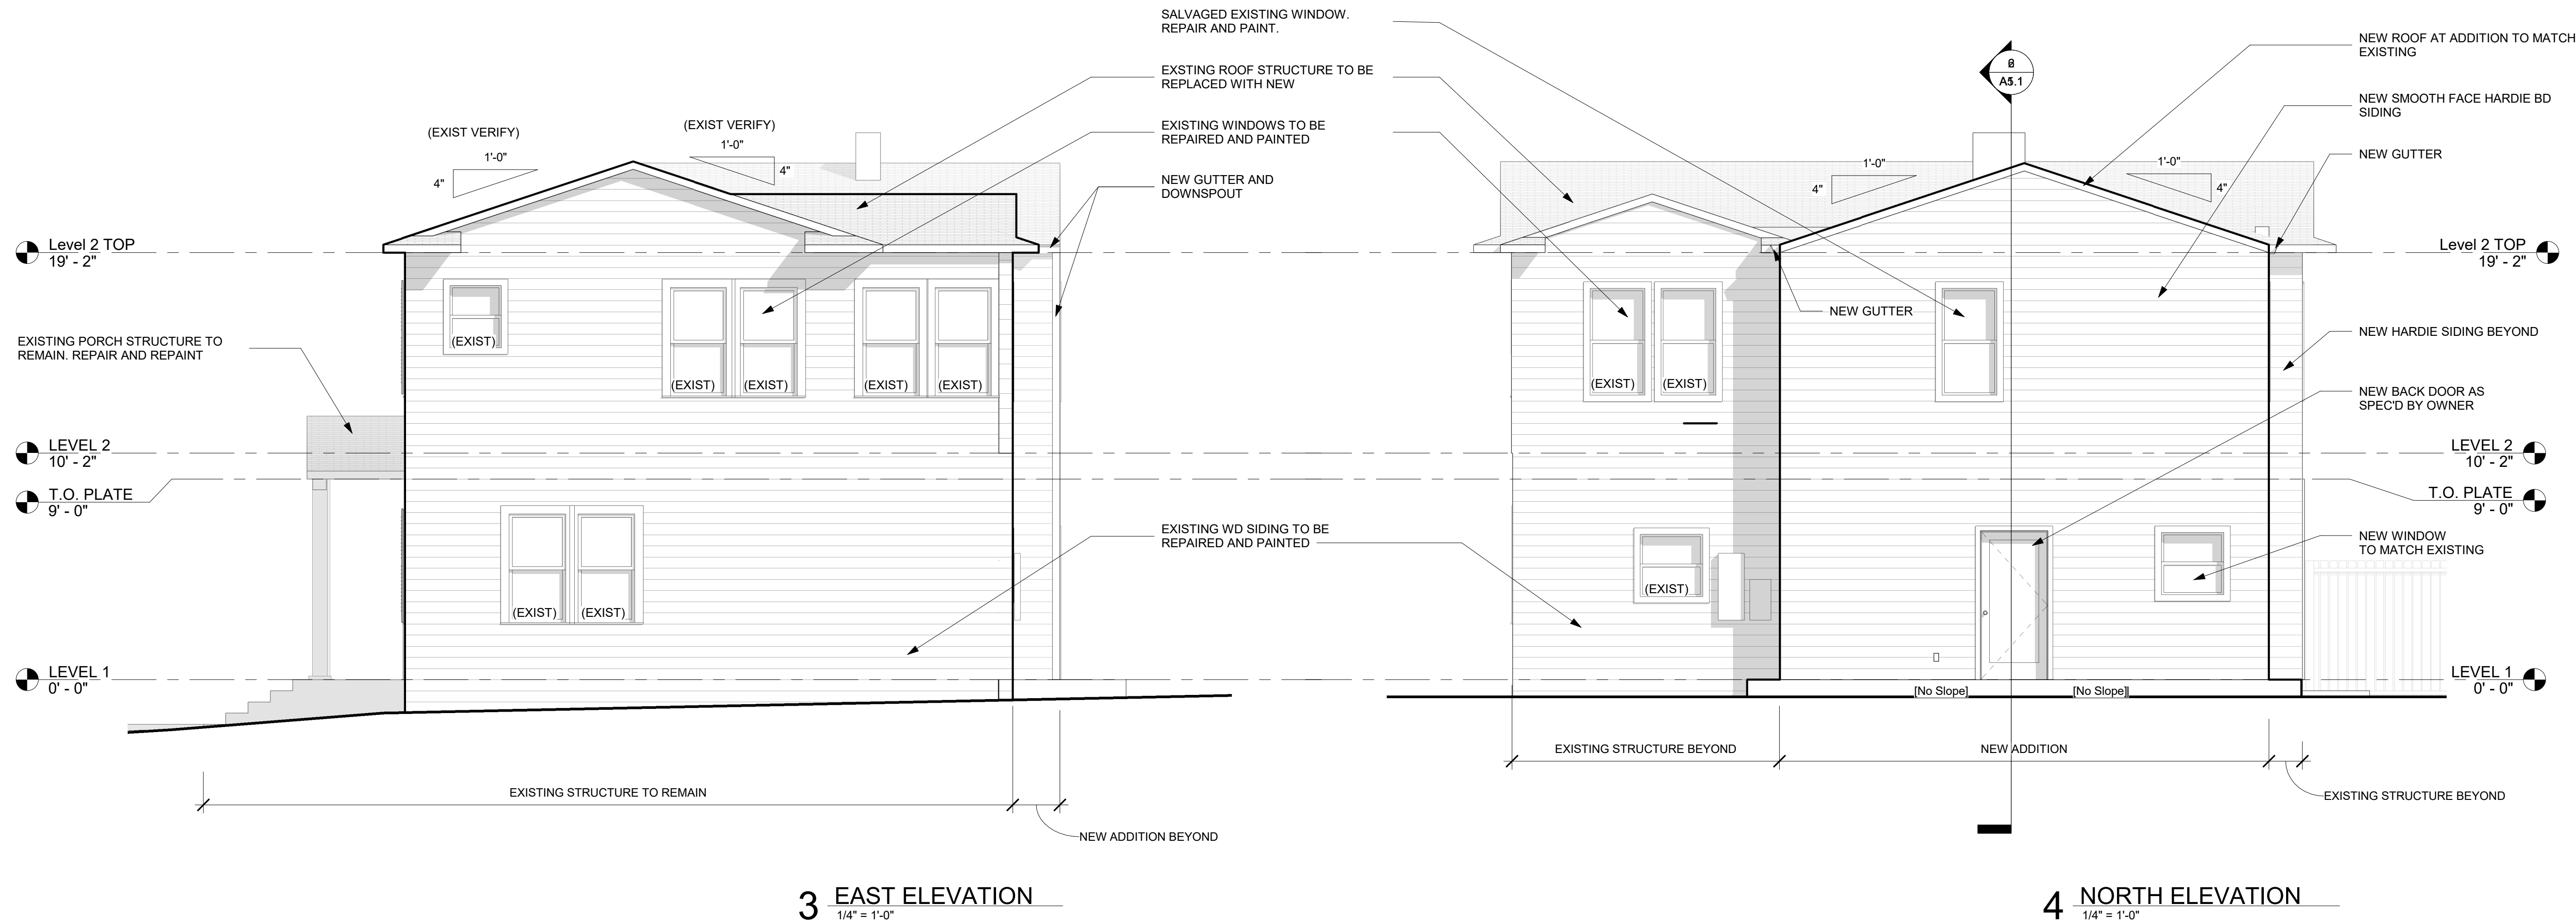 SALVAGED EXISTING WINDOW.
REPAIR AND PAINT.
EXSTING ROOF STRUCTURE TO BE
REPLACED WITH NEW
EXISTING WINDOWS TO BE
REPAIRED AND PAINTED
NEW GUTTER AND
DOWNSPOUT
EXISTING WD SIDING TO BE
REPAIRED AND PAINTED
(EXIST VERIFY)
1'-0"
4"
(EXIST VERIFY)
1'-0"
4"
Level 2 TOP
19' - 2"
EXISTING PORCH STRUCTURE TO
REMAIN. REPAIR AND REPAINT
LEVEL 2
10' - 2"
T.O. PLATE
9' - 0"
LEVEL 1
0' - 0"
(EXIST)
(EXIST)
(EXIST)
(EXIST)
(EXIST)
(EXIST)
(EXIST)
EXISTING STRUCTURE TO REMAIN
NEW ADDITION BEYOND
3 EAST ELEVATION
1/4" = 1'-0"
1'-0"
4"
1'-0"
4"
NEW ROOF AT ADDITION TO MATCH
EXISTING
NEW SMOOTH FACE HARDIE BD
SIDING
NEW GUTTER
Level 2 TOP
19' - 2"
NEW GUTTER
NEW HARDIE SIDING BEYOND
(EXIST)
(EXIST)
NEW BACK DOOR AS
SPEC'D BY OWNER
LEVEL 2
10' - 2"
T.O. PLATE
9' - 0"
NEW WINDOW
TO MATCH EXISTING
(EXIST)
LEVEL 1
0' - 0"
[No Slope]
[No Slope]
EXISTING STRUCTURE BEYOND
NEW ADDITION
EXISTING STRUCTURE BEYOND
4 NORTH ELEVATION
1/4" = 1'-0"